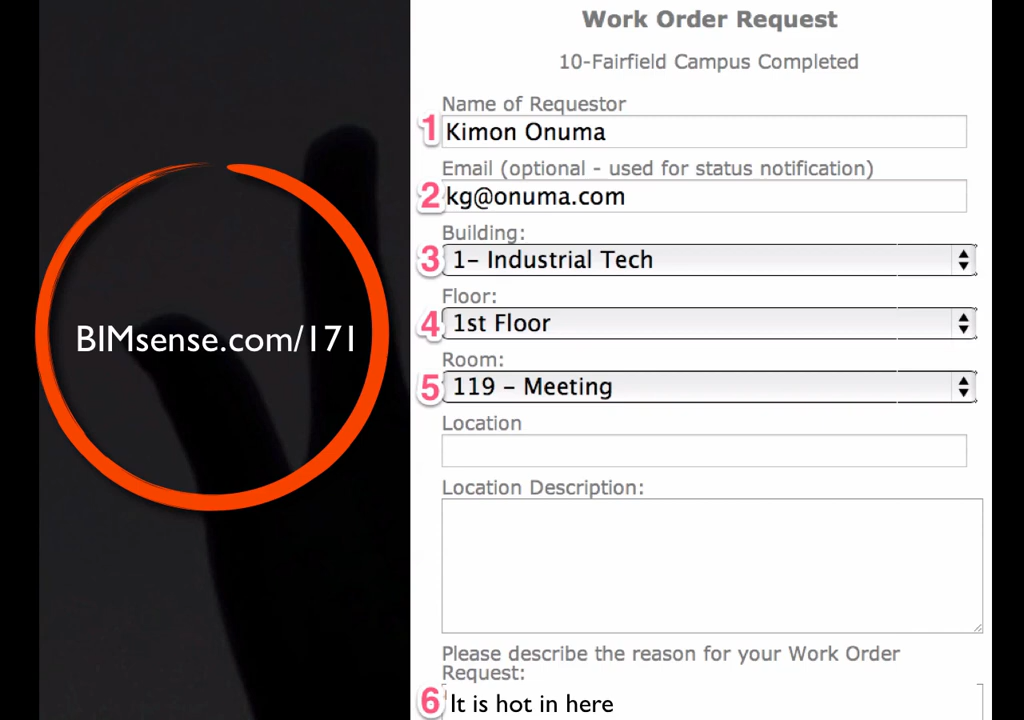 BIMsense.com/171
Work Order Request
10-Fairfield Campus Completed
Name of Requestor
1 Kimon Onuma
Email (optional - used for status notification)
2 kg@onuma.com
Building:
3 1- Industrial Tech
Floor:
4 1st Floor
Room:
5 119 - Meeting
Location
Location Description:
Please describe the reason for your Work Order
Request:
6 It is hot in here